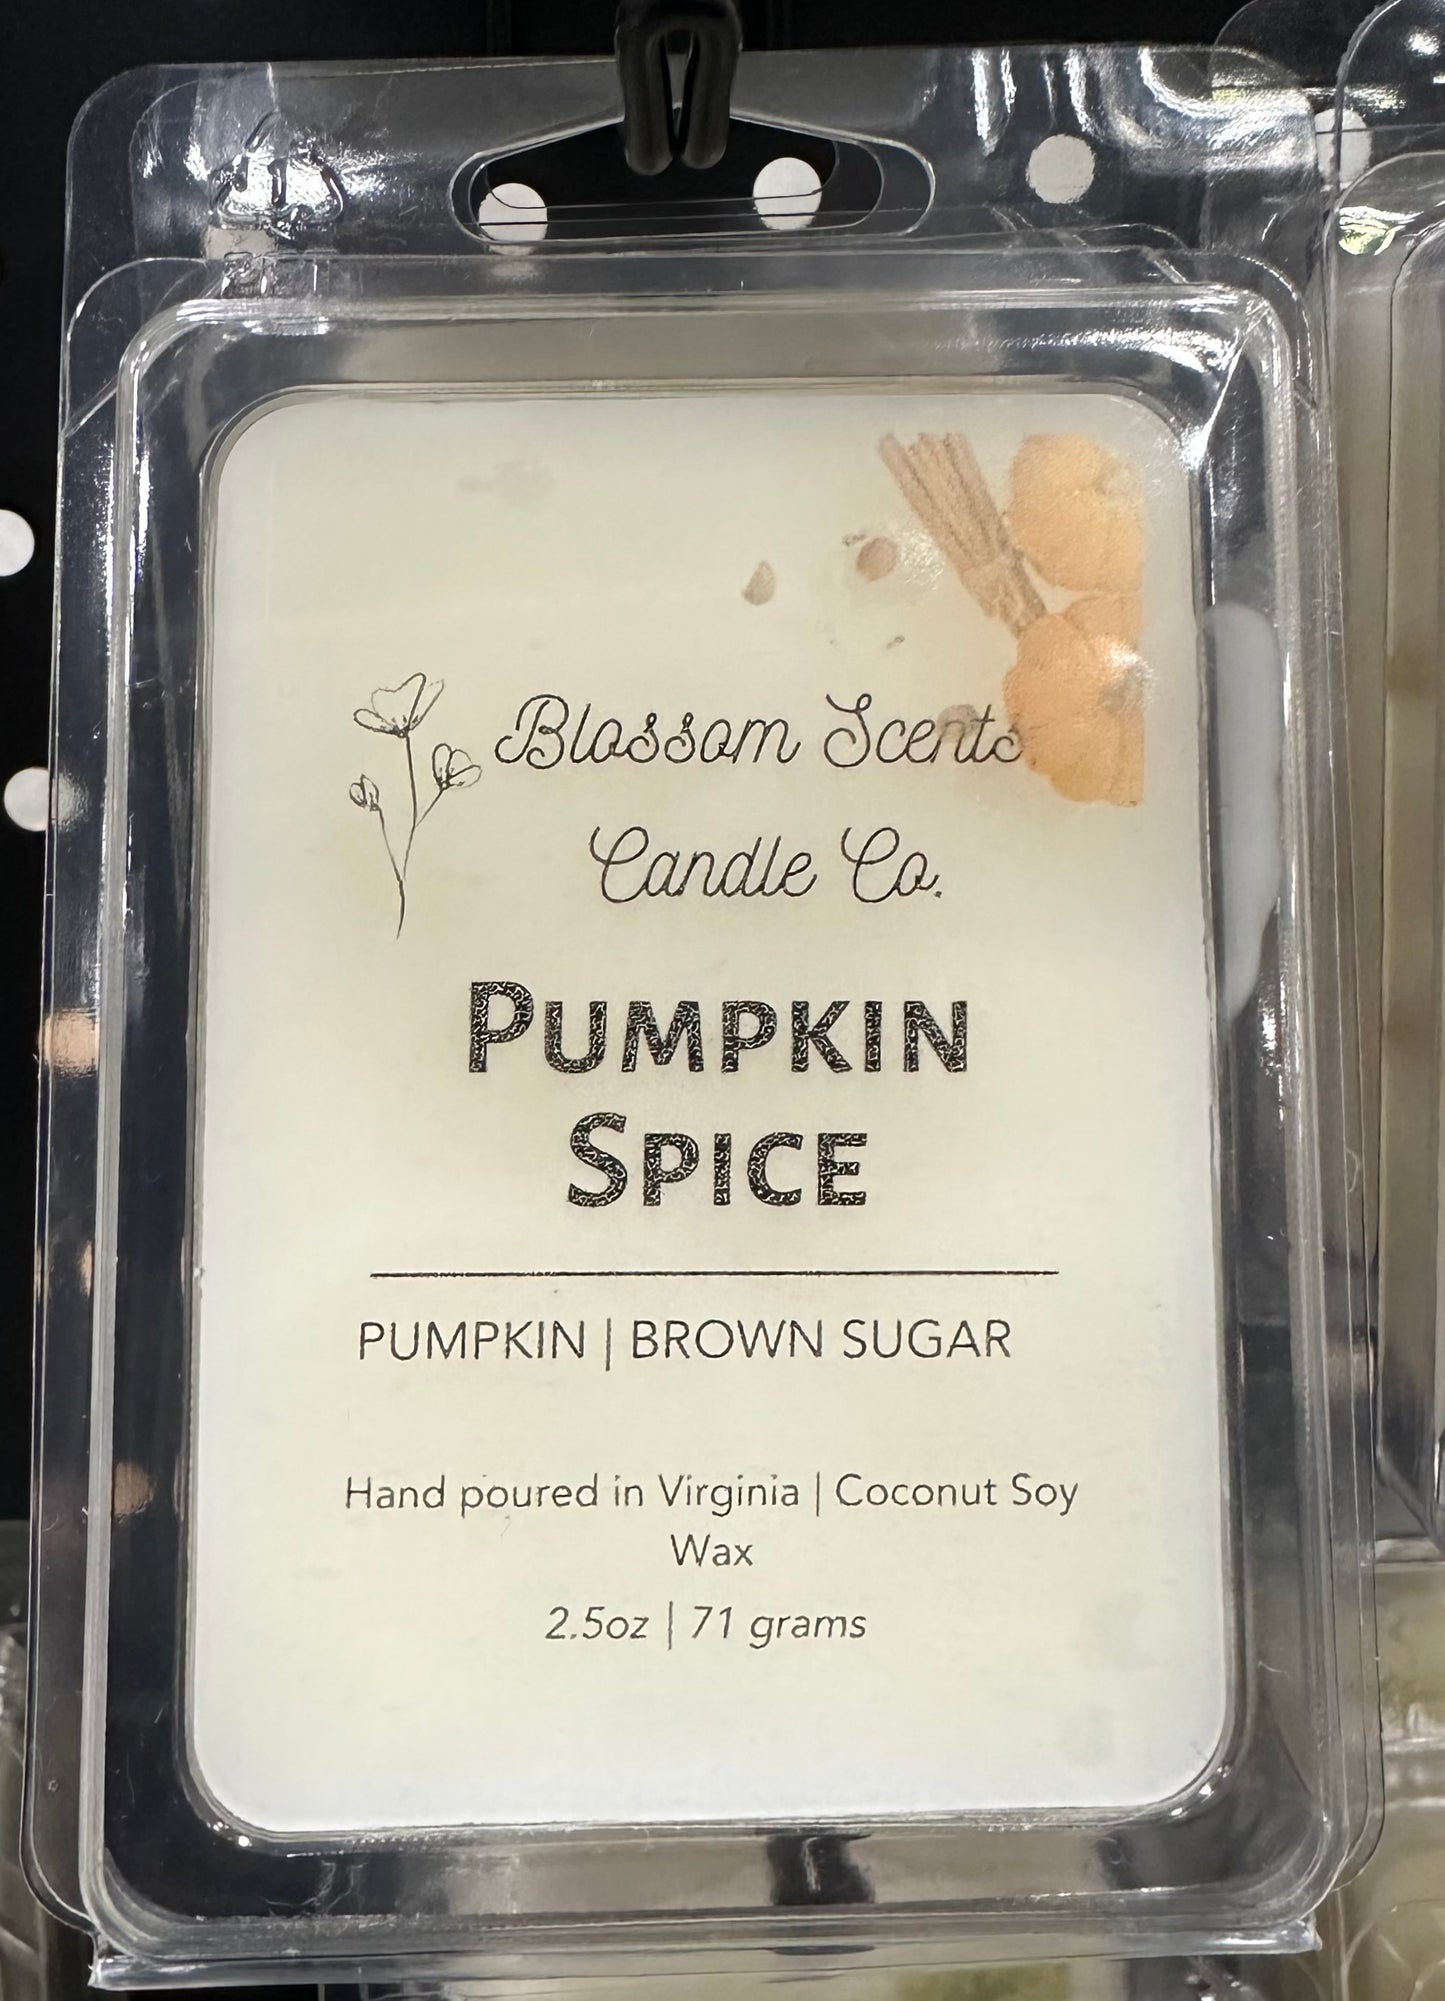 Blossom Scents
Candle Co.
PUMPKIN
SPICE
PUMPKIN | BROWN SUGAR
Hand poured in Virginia | Coconut Soy
Wax
2.5oz | 71 grams